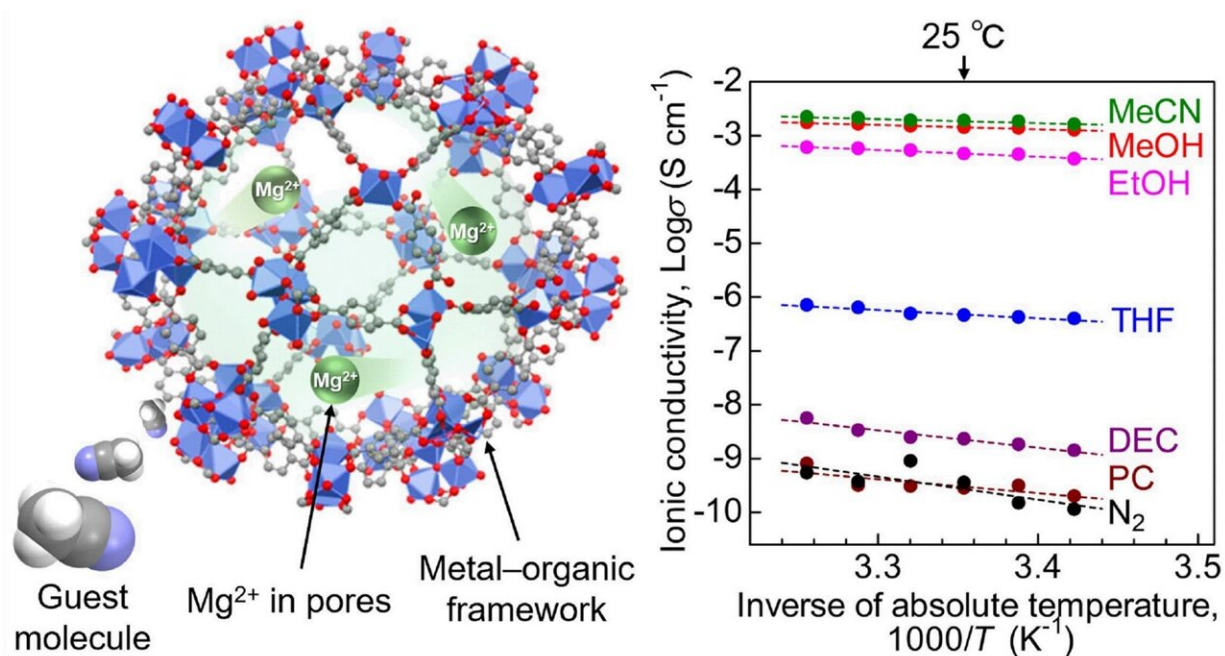 Mg²⁺
Mg²⁺
Mg²⁺
Guest
molecule
Mg²⁺ in pores
Metal–organic
framework
25 °C
Ionic conductivity, Logσ (S cm⁻¹)
-2
-3
-4
-5
-6
-7
-8
-9
-10
MeCN
MeOH
EtOH
THF
DEC
PC
N₂
3.3
3.4
3.5
Inverse of absolute temperature,
1000/T (K⁻¹)